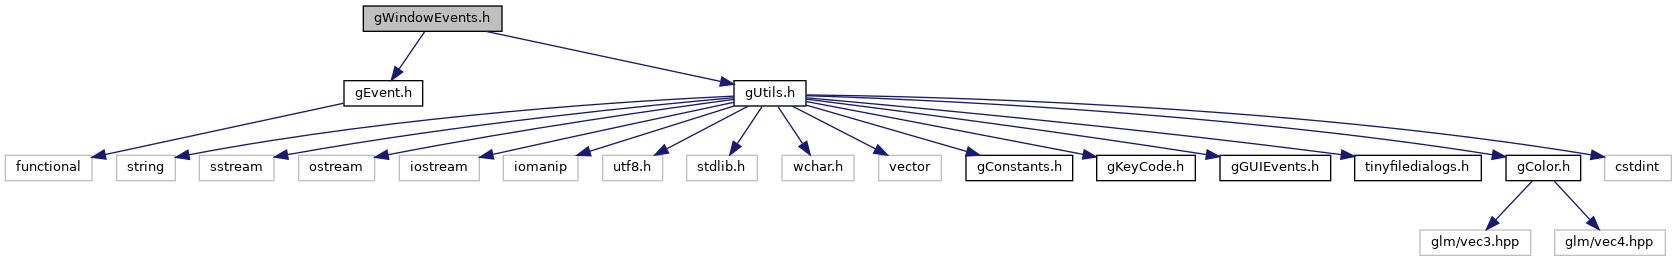 gWindowEvents.h
gEvent.h
gUtils.h
functional
string
sstream
ostream
iostream
iomanip
utf8.h
stdlib.h
wchar.h
vector
gConstants.h
gKeyCode.h
gGUIEvents.h
tinyfiledialogs.h
gColor.h
cstdint
glm/vec3.hpp
glm/vec4.hpp